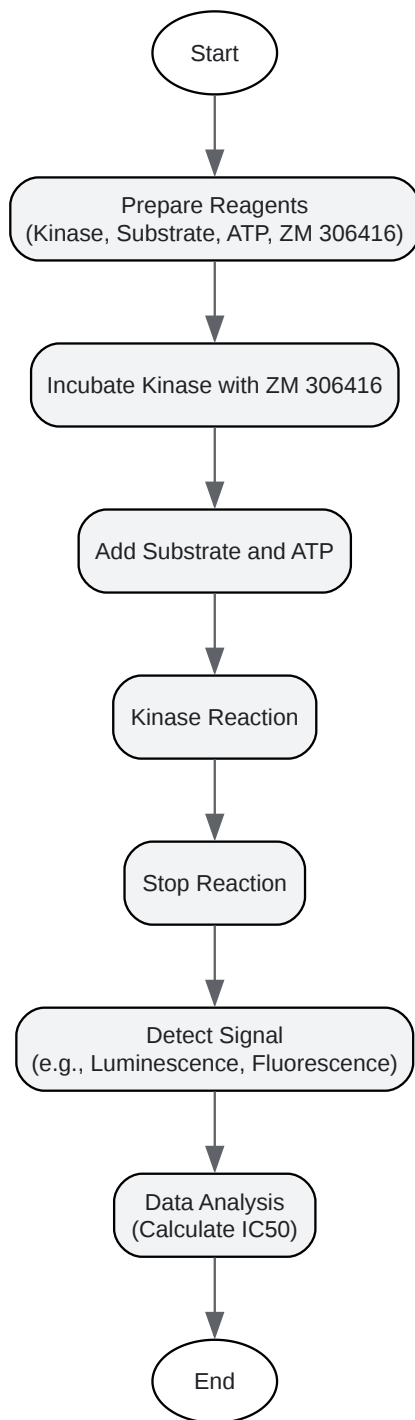 Start
Prepare Reagents
(Kinase, Substrate, ATP, ZM 306416)
Incubate Kinase with ZM 306416
Add Substrate and ATP
Kinase Reaction
Stop Reaction
Detect Signal
(e.g., Luminescence, Fluorescence)
Data Analysis
(Calculate IC50)
End